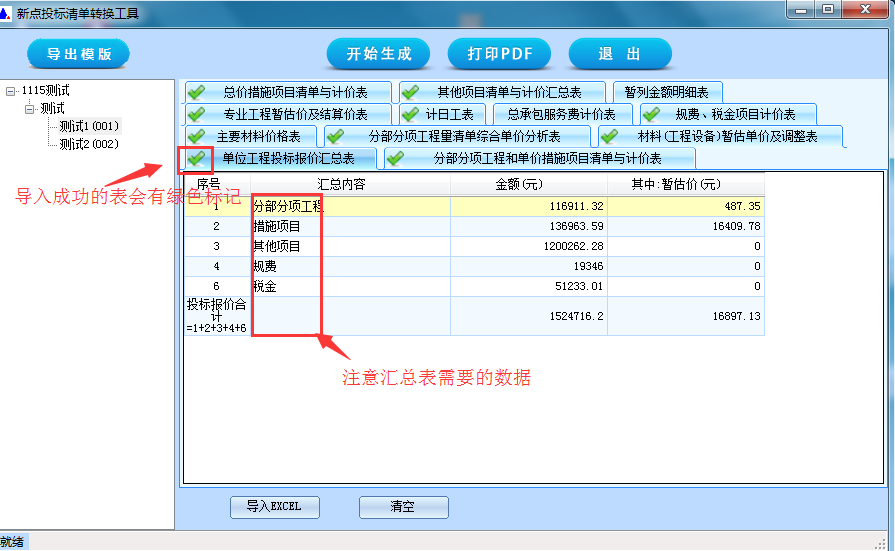 新点投标清单转换工具
导出模版
开始生成
打印PDF
退 出
1115测试
测试
测试1(001)
测试2(002)
总价措施项目清单与计价表
其他项目清单与计价汇总表
暂列金额明细表
专业工程暂估价及结算价表
计日工表
总承包服务费计价表
规费、税金项目计价表
主要材料价格表
分部分项工程量清单综合单价分析表
材料(工程设备)暂估单价及调整表
单位工程投标报价汇总表
分部分项工程和单价措施项目清单与计价表
导入成功的表会有绿色标记
序号 汇总内容 金额(元) 其中:暂估价(元)
1 分部分项工程 116911.32 487.35
2 措施项目 136963.59 16409.78
3 其他项目 1200262.28 0
4 规费 19346 0
6 税金 51233.01 0
投标报价合
计
=1+2+3+4+6 1524716.2 16897.13
注意汇总表需要的数据
导入EXCEL
清空
就绪